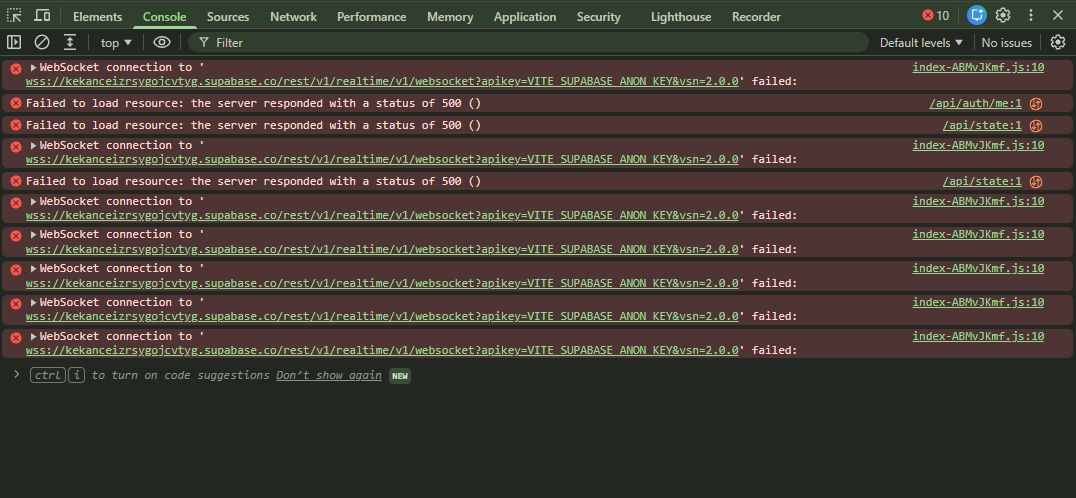 Elements Console Sources Network Performance Memory Application Security Lighthouse Recorder 10
top Filter Default levels No issues
WebSocket connection to ' index-ABMvJKmf.js:10
wss://kekanceizrsygojcvtyg.supabase.co/rest/v1/realtime/v1/websocket?apikey=VITE_SUPABASE_ANON_KEY&vsn=2.0.0' failed:
Failed to load resource: the server responded with a status of 500 () /api/auth/me:1
Failed to load resource: the server responded with a status of 500 () /api/state:1
WebSocket connection to ' index-ABMvJKmf.js:10
wss://kekanceizrsygojcvtyg.supabase.co/rest/v1/realtime/v1/websocket?apikey=VITE_SUPABASE_ANON_KEY&vsn=2.0.0' failed:
Failed to load resource: the server responded with a status of 500 () /api/state:1
WebSocket connection to ' index-ABMvJKmf.js:10
wss://kekanceizrsygojcvtyg.supabase.co/rest/v1/realtime/v1/websocket?apikey=VITE_SUPABASE_ANON_KEY&vsn=2.0.0' failed:
WebSocket connection to ' index-ABMvJKmf.js:10
wss://kekanceizrsygojcvtyg.supabase.co/rest/v1/realtime/v1/websocket?apikey=VITE_SUPABASE_ANON_KEY&vsn=2.0.0' failed:
WebSocket connection to ' index-ABMvJKmf.js:10
wss://kekanceizrsygojcvtyg.supabase.co/rest/v1/realtime/v1/websocket?apikey=VITE_SUPABASE_ANON_KEY&vsn=2.0.0' failed:
WebSocket connection to ' index-ABMvJKmf.js:10
wss://kekanceizrsygojcvtyg.supabase.co/rest/v1/realtime/v1/websocket?apikey=VITE_SUPABASE_ANON_KEY&vsn=2.0.0' failed:
WebSocket connection to ' index-ABMvJKmf.js:10
wss://kekanceizrsygojcvtyg.supabase.co/rest/v1/realtime/v1/websocket?apikey=VITE_SUPABASE_ANON_KEY&vsn=2.0.0' failed:
ctrl i to turn on code suggestions Don't show again NEW